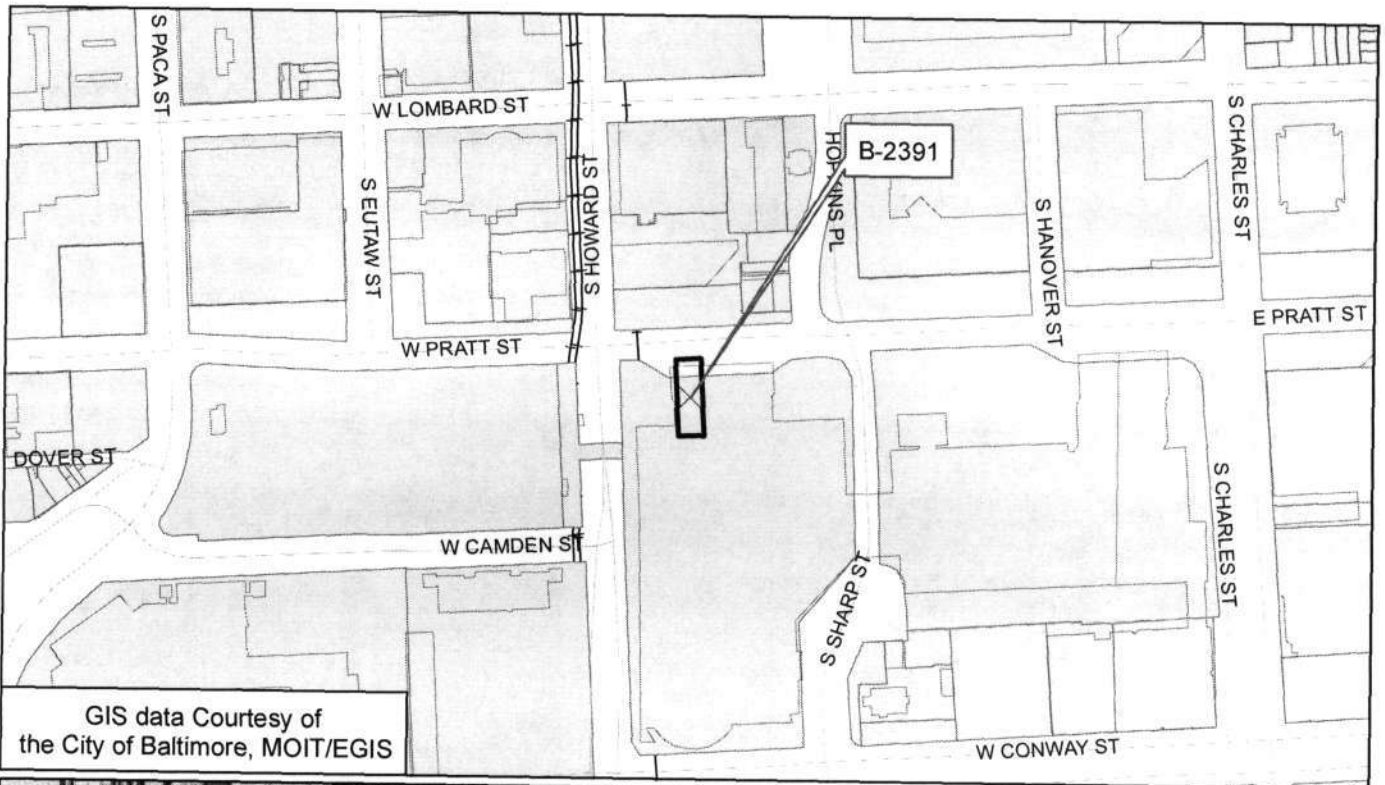 S PACA ST
W LOMBARD ST
S EUTAW ST
S HOWARD ST
B-2391
S HANOVER ST
S CHARLES ST
E PRATT ST
W PRATT ST
DOVER ST
W CAMDEN ST
S SHARP ST
S CHARLES ST
W CONWAY ST
GIS data Courtesy of
the City of Baltimore, MOIT/EGIS
PL